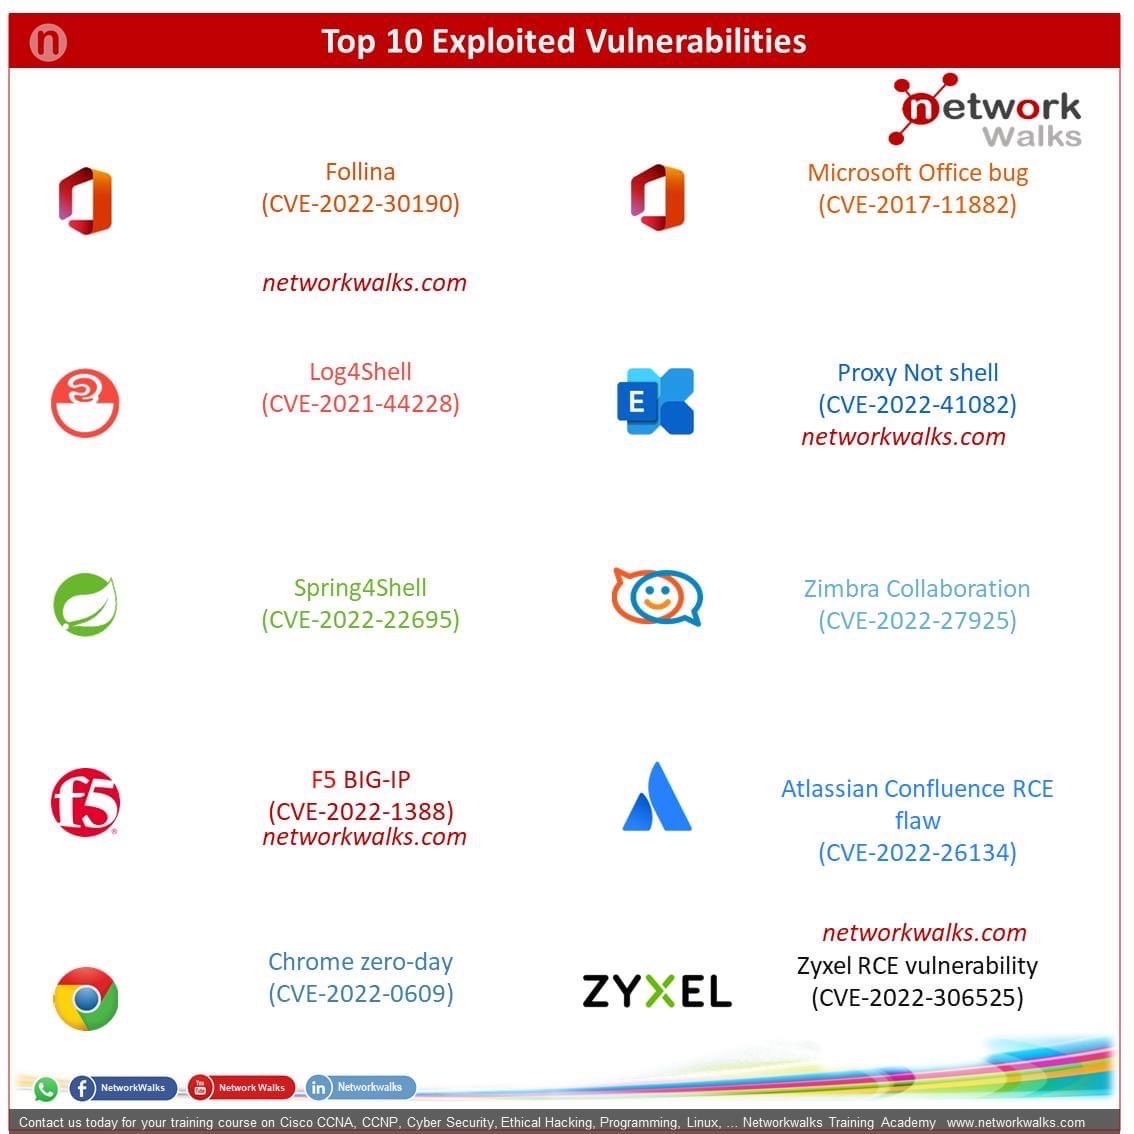 n
Top 10 Exploited Vulnerabilities
network
Walks
Follina
(CVE-2022-30190)
networkwalks.com
Microsoft Office bug
(CVE-2017-11882)
Log4Shell
(CVE-2021-44228)
E
Proxy Not shell
(CVE-2022-41082)
networkwalks.com
Spring4Shell
(CVE-2022-22695)
Zimbra Collaboration
(CVE-2022-27925)
f5
F5 BIG-IP
(CVE-2022-1388)
networkwalks.com
Atlassian Confluence RCE
flaw
(CVE-2022-26134)
Chrome zero-day
(CVE-2022-0609)
networkwalks.com
ZYXEL
Zyxel RCE vulnerability
(CVE-2022-306525)
f NetworkWalks
You Tube Network Walks
in Networkwalks
Contact us today for your training course on Cisco CCNA, CCNP, Cyber Security, Ethical Hacking, Programming, Linux, ... Networkwalks Training Academy www.networkwalks.com